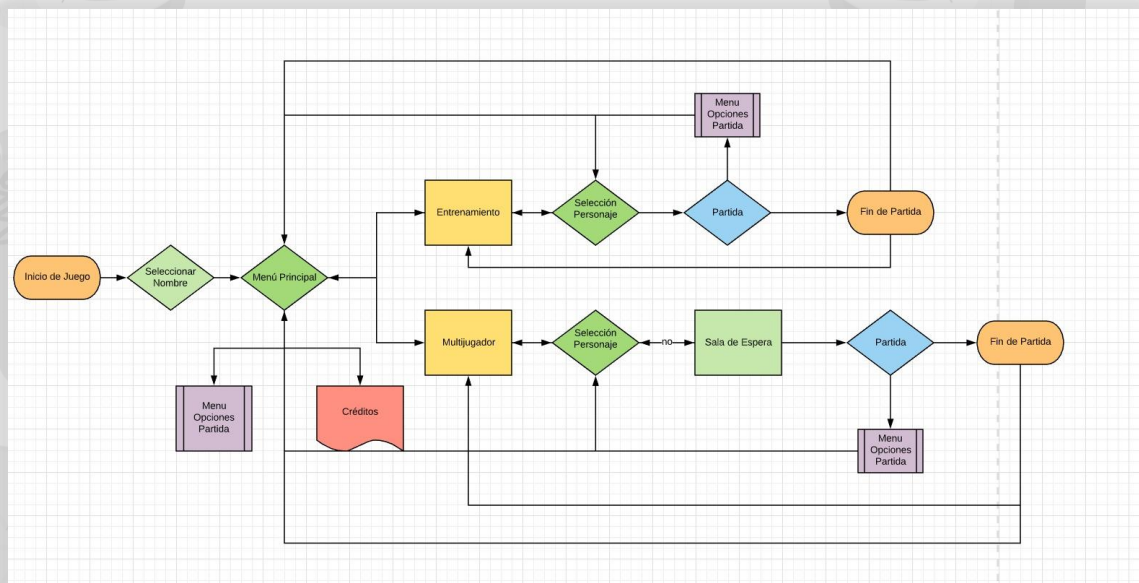 Menu
Opciones
Partida
Entrenamiento
Selección
Personaje
Partida
Fin de Partida
Inicio de Juego
Seleccionar
Nombre
Menú Principal
Multijugador
Selección
Personaje
no
Sala de Espera
Partida
Fin de Partida
Menu
Opciones
Partida
Créditos
Menu
Opciones
Partida